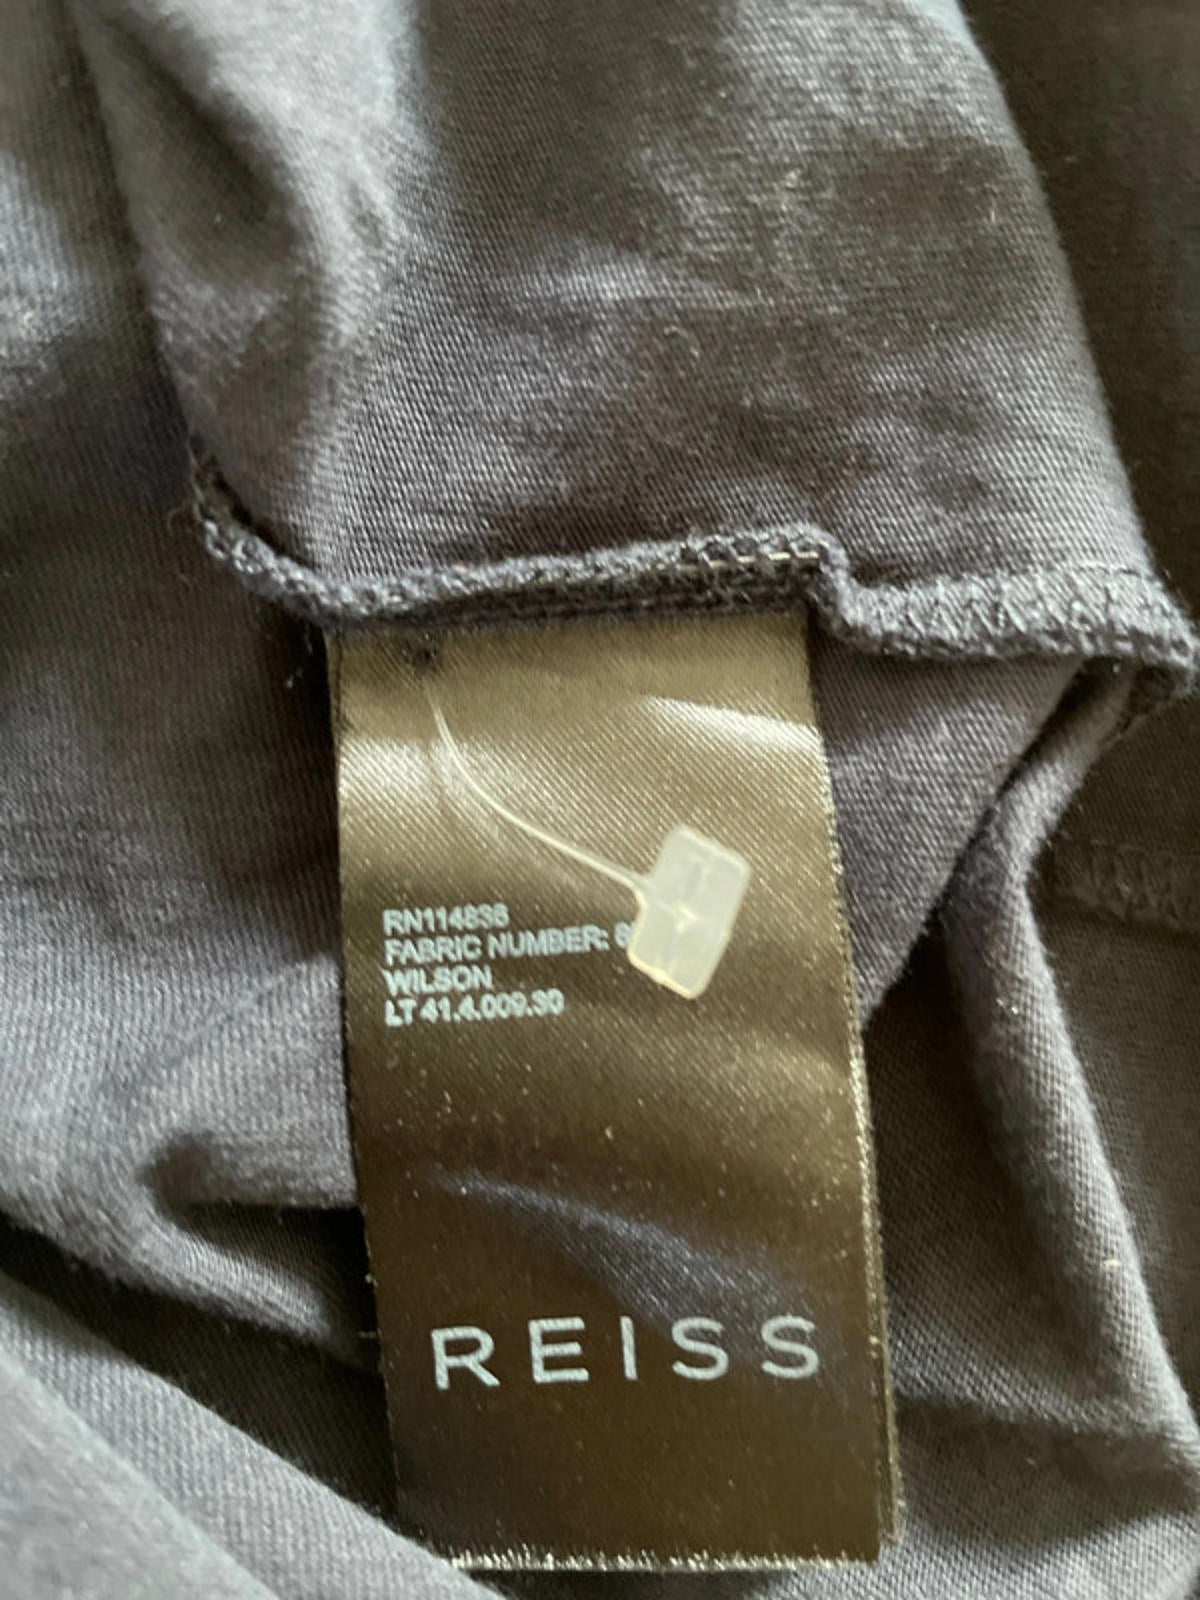 RN114836
FABRIC NUMBER:
WILSON
LT 41.4.009.30
REISS